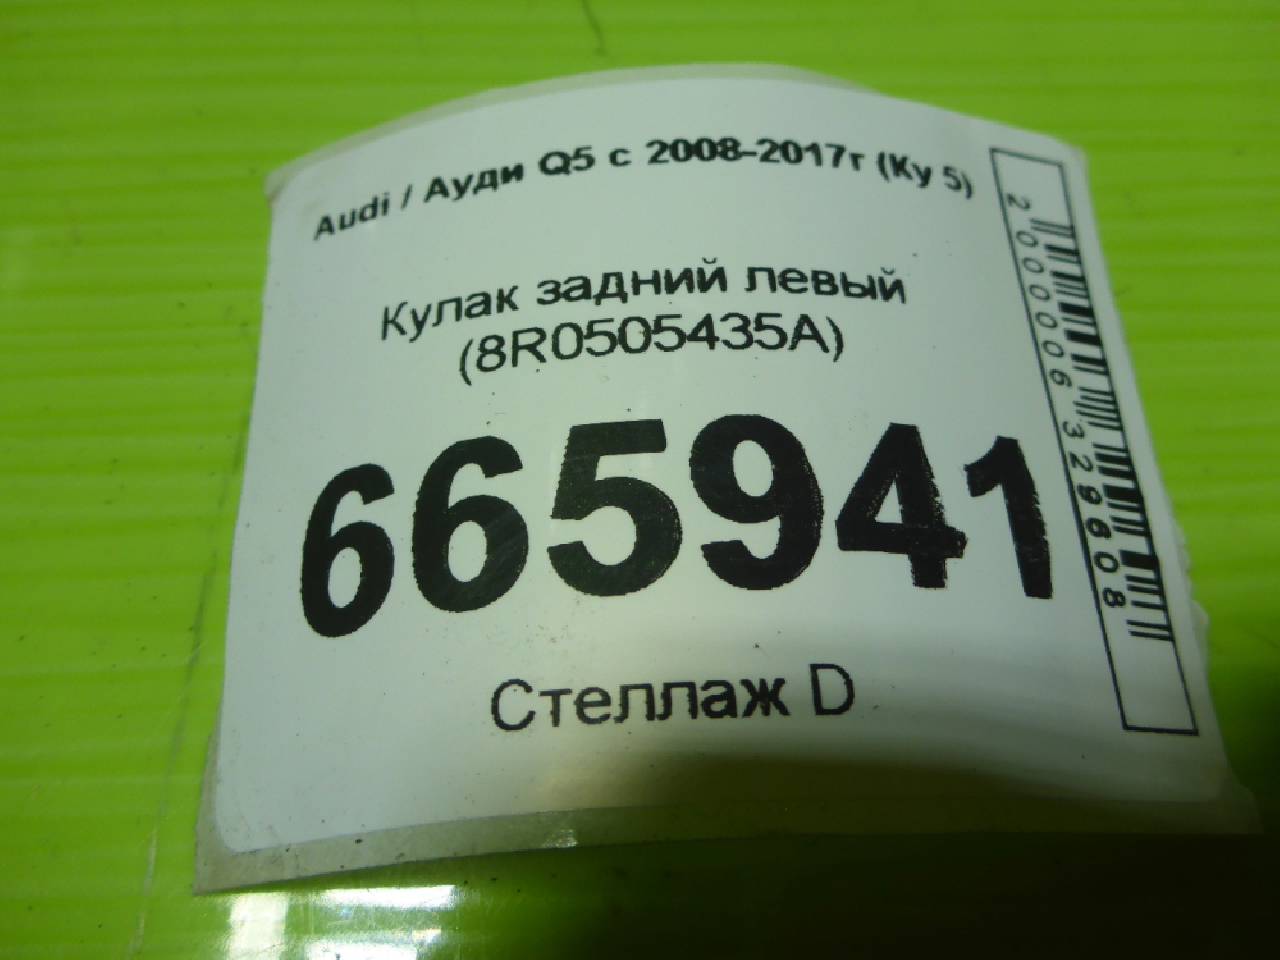 Audi / Ауди Q5 с 2008-2017г (Ку 5)
Кулак задний левый
(8R0505435A)
665941
Стеллаж D
2000006329608